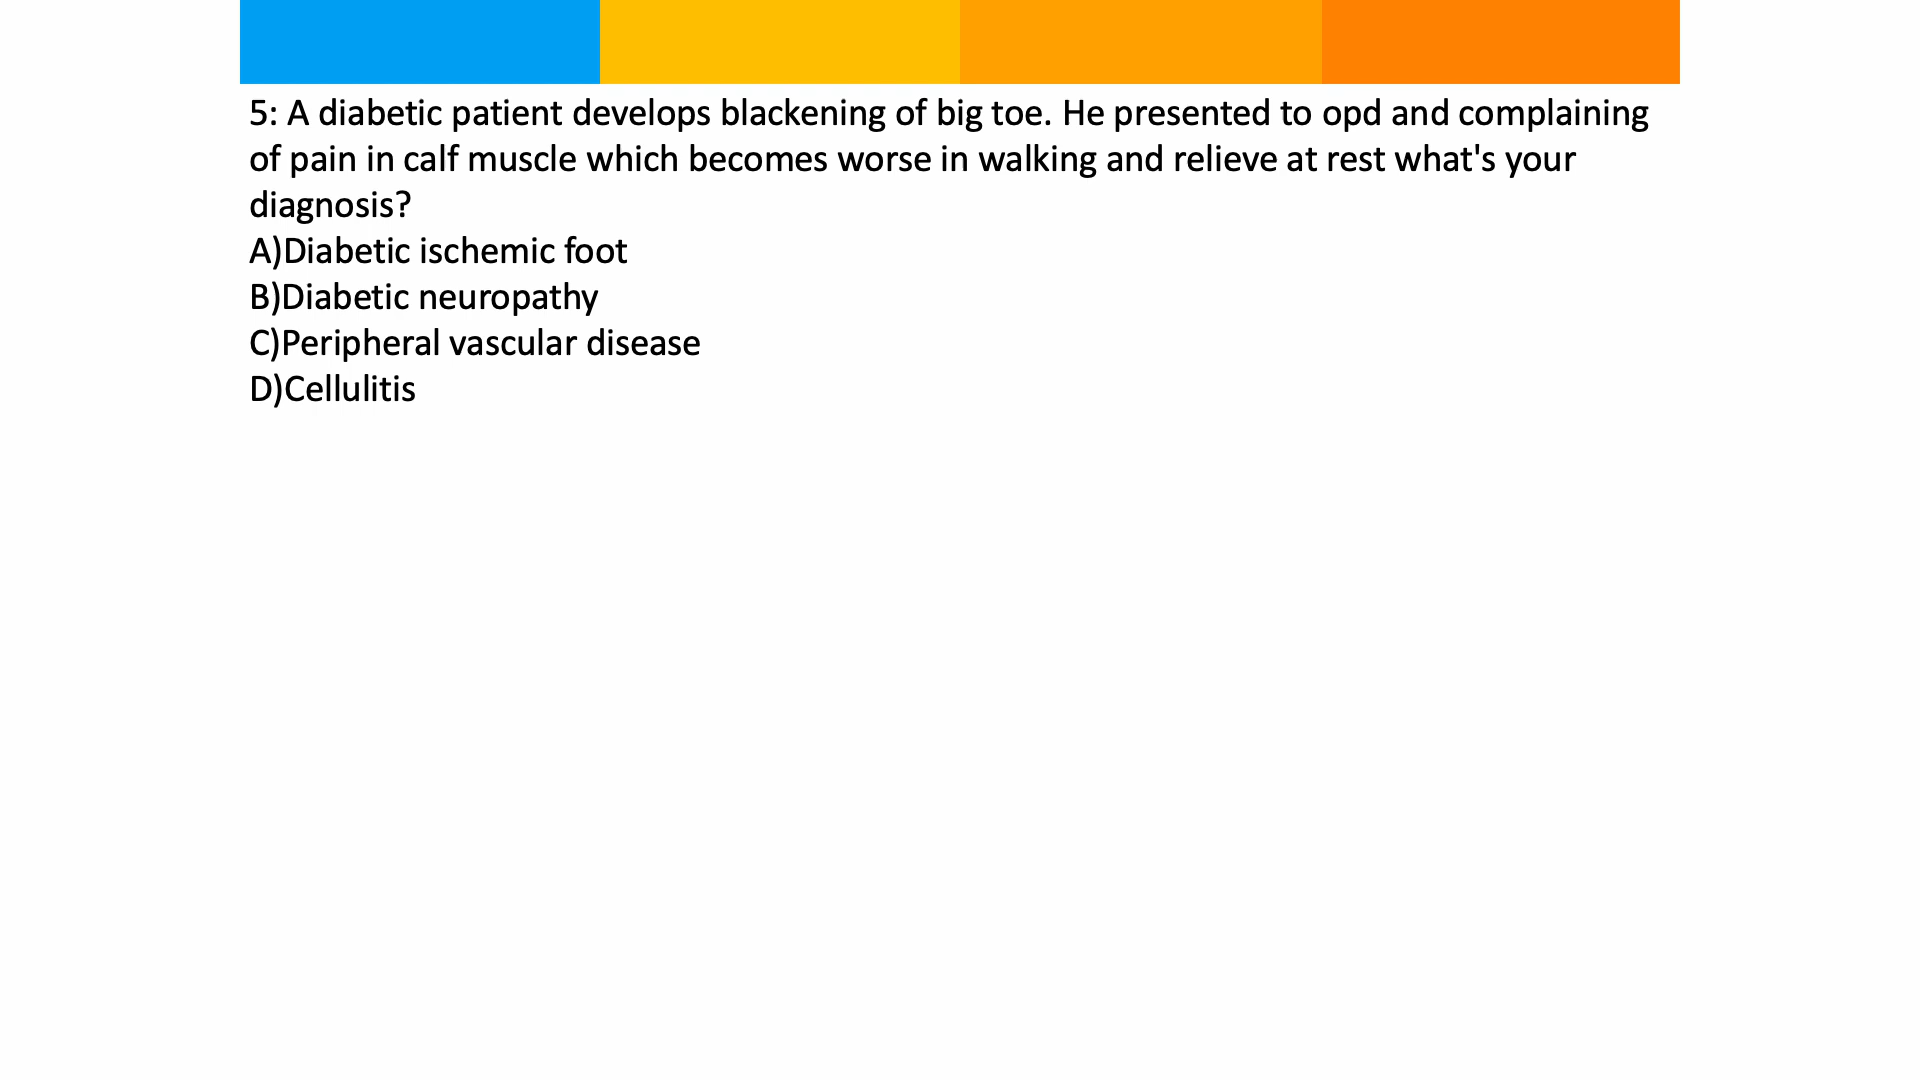 5: A diabetic patient develops blackening of big toe. He presented to opd and complaining
of pain in calf muscle which becomes worse in walking and relieve at rest what's your
diagnosis?
A)Diabetic ischemic foot
B)Diabetic neuropathy
C)Peripheral vascular disease
D)Cellulitis